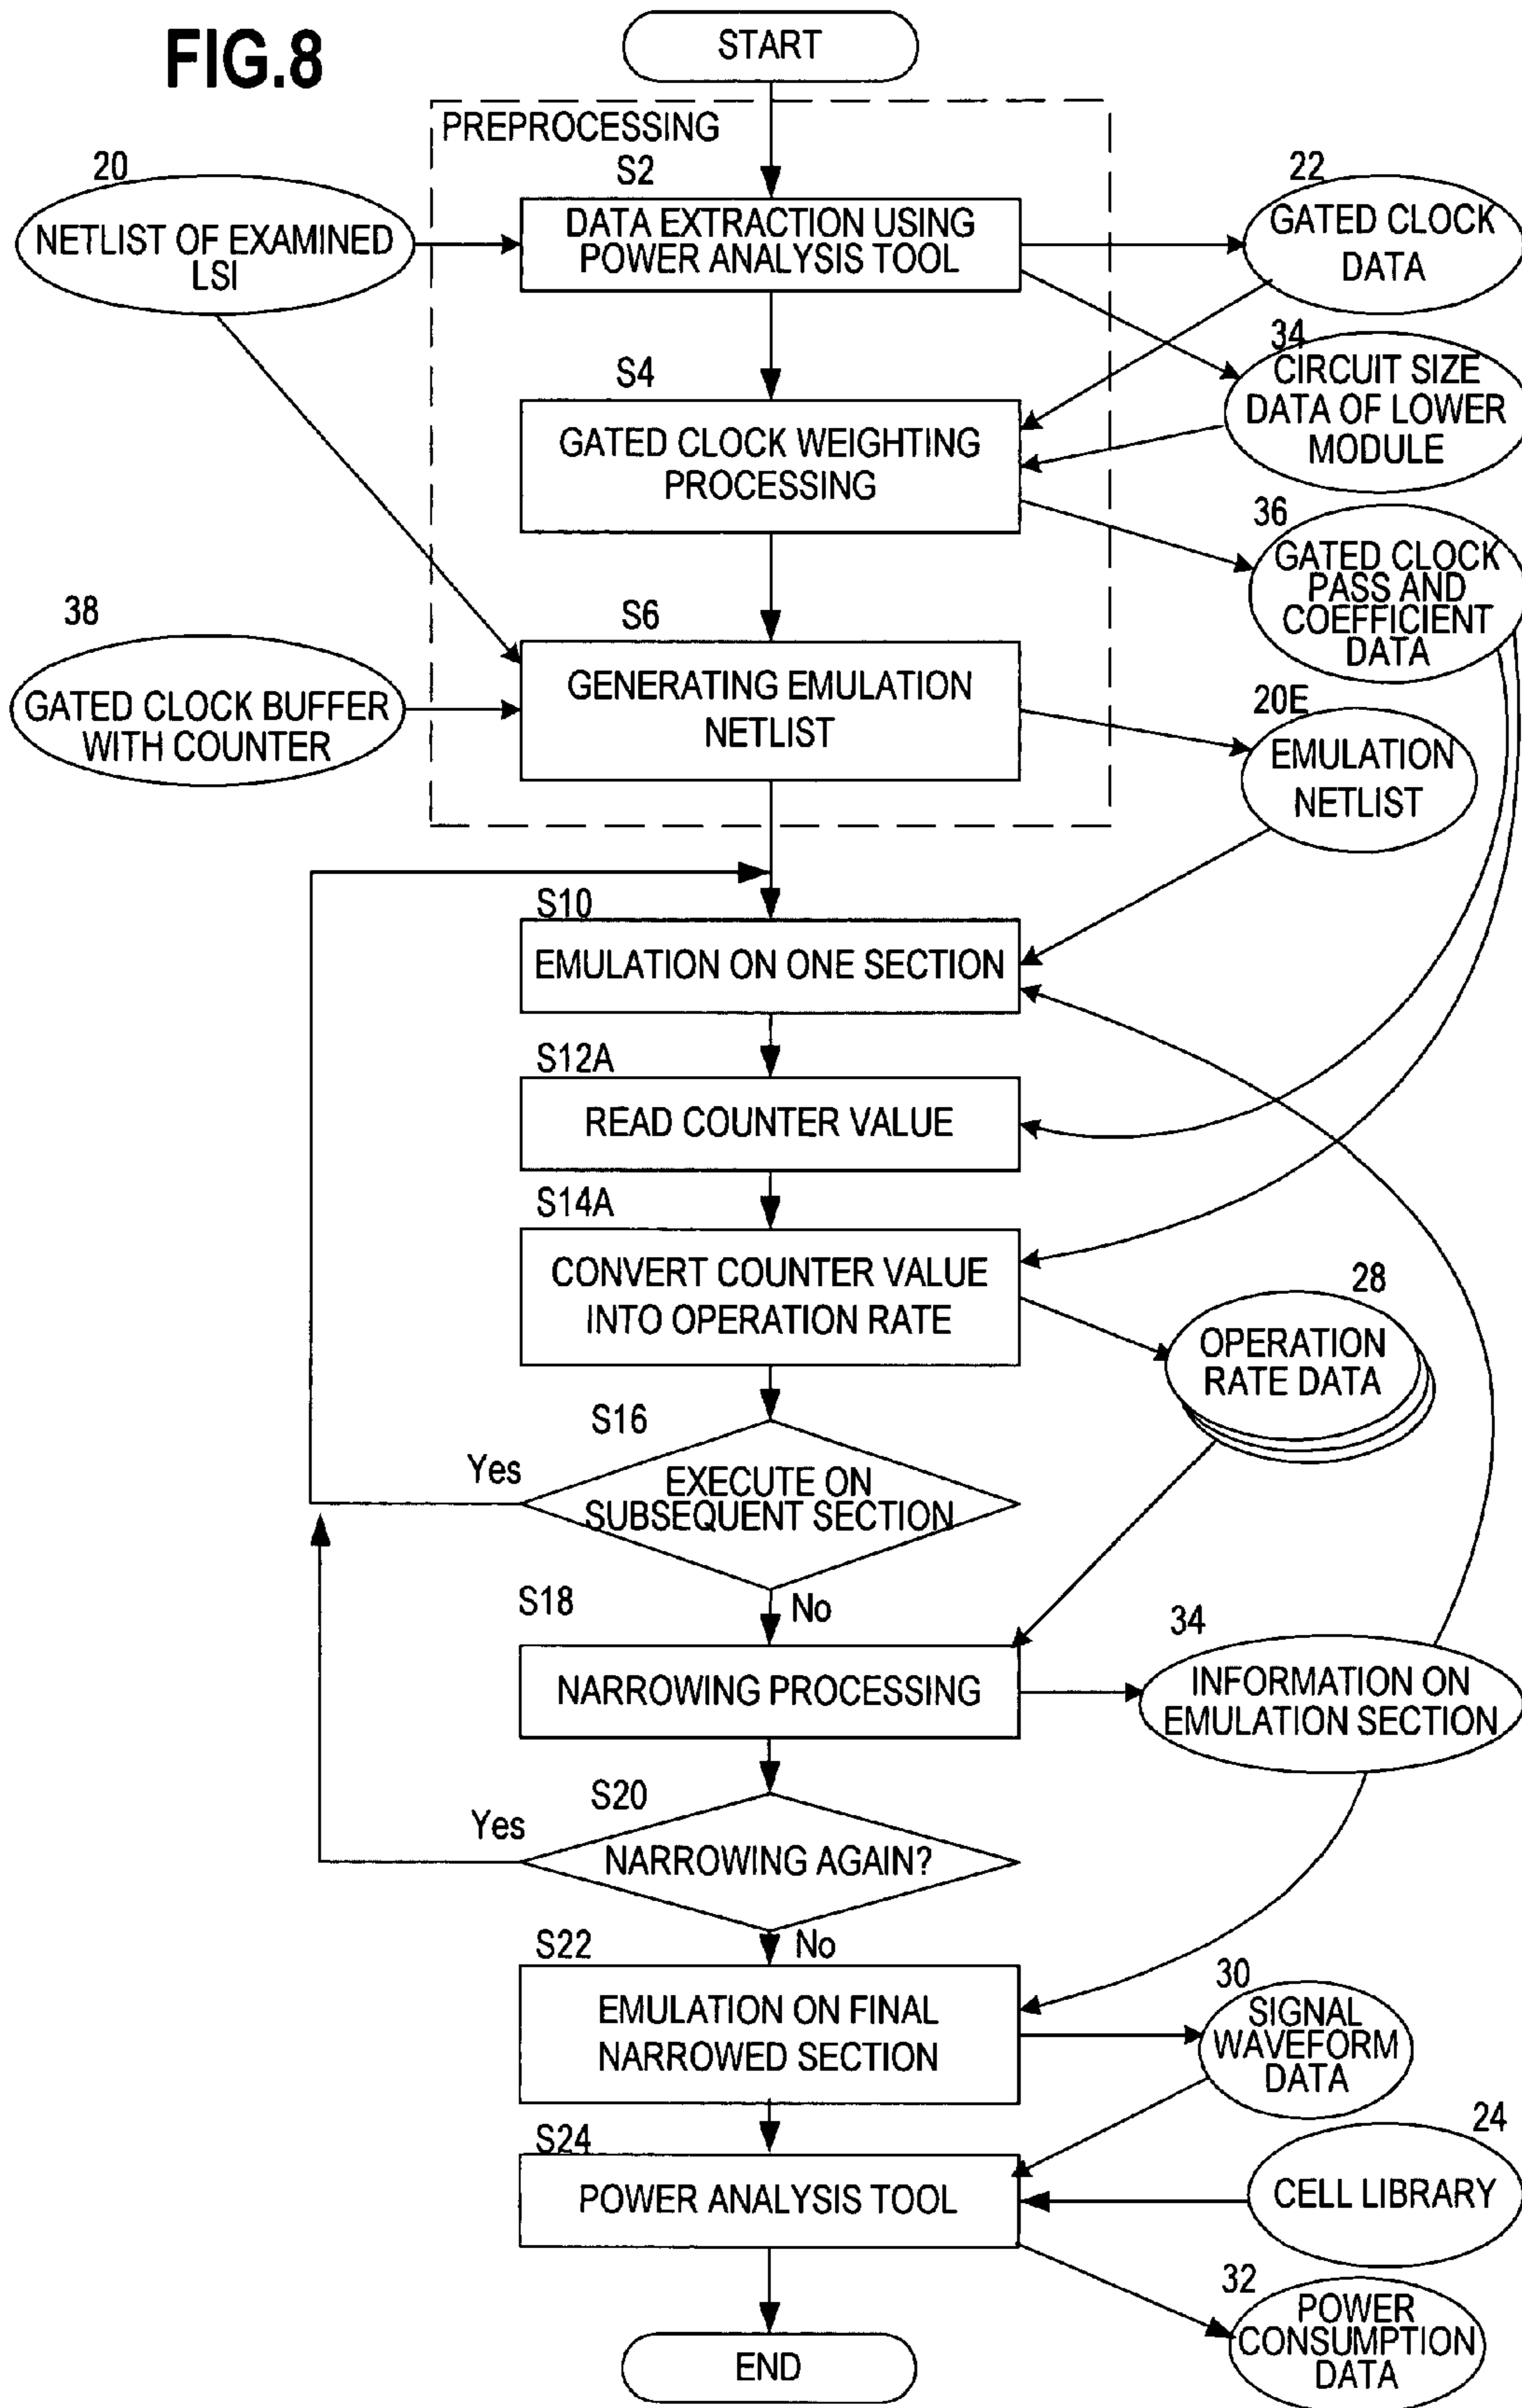 FIG.8
START
PREPROCESSING
20
S2
22
NETLIST OF EXAMINED
LSI
DATA EXTRACTION USING
POWER ANALYSIS TOOL
GATED CLOCK
DATA
S4
34
GATED CLOCK WEIGHTING
PROCESSING
CIRCUIT SIZE
DATA OF LOWER
MODULE
36
GATED CLOCK
PASS AND
COEFFICIENT
DATA
38
S6
GATED CLOCK BUFFER
WITH COUNTER
GENERATING EMULATION
NETLIST
20E
EMULATION
NETLIST
S10
EMULATION ON ONE SECTION
S12A
READ COUNTER VALUE
S14A
CONVERT COUNTER VALUE
INTO OPERATION RATE
28
OPERATION
RATE DATA
S16
Yes
EXECUTE ON
SUBSEQUENT SECTION
No
S18
NARROWING PROCESSING
34
INFORMATION ON
EMULATION SECTION
S20
Yes
NARROWING AGAIN?
No
S22
EMULATION ON FINAL
NARROWED SECTION
30
SIGNAL
WAVEFORM
DATA
S24
POWER ANALYSIS TOOL
24
CELL LIBRARY
32
POWER
CONSUMPTION
DATA
END